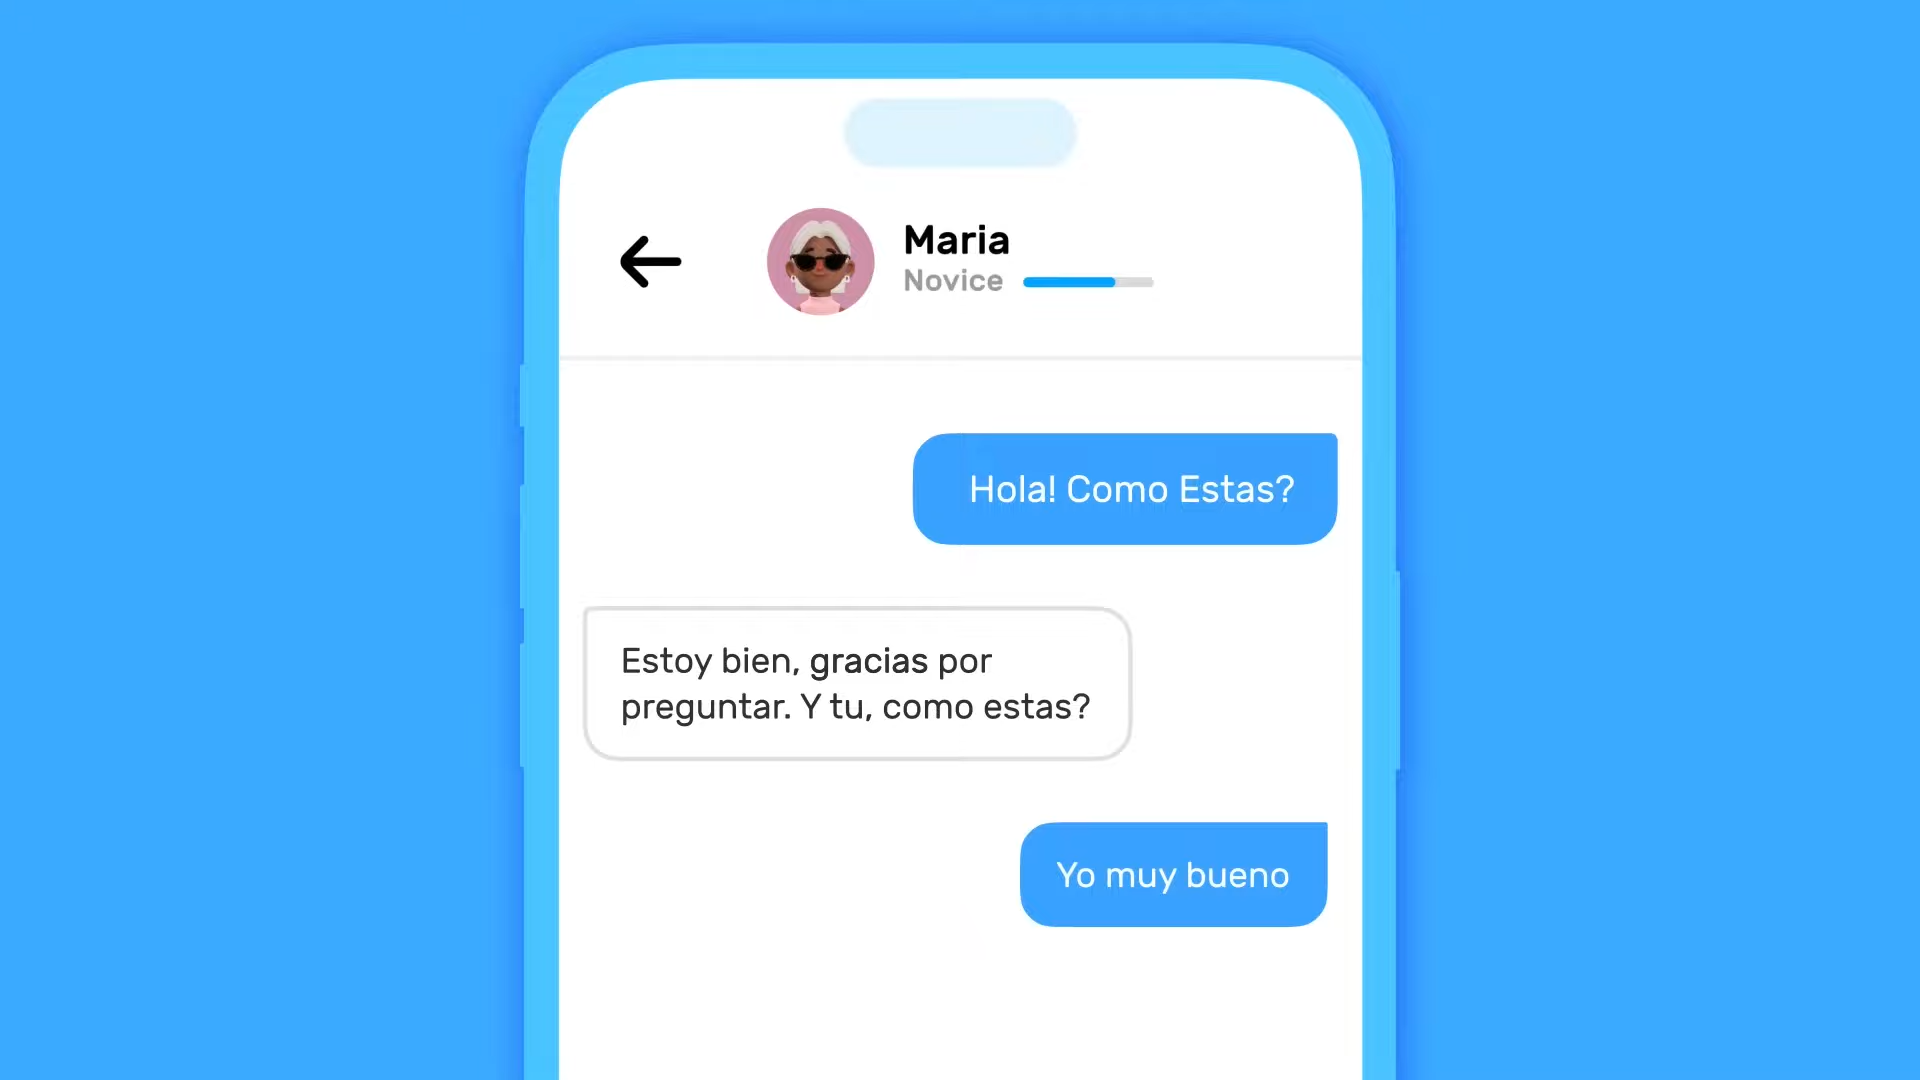 Maria
Novice
Hola! Como Estas?
Estoy bien, gracias por
preguntar. Y tu, como estas?
Yo muy bueno